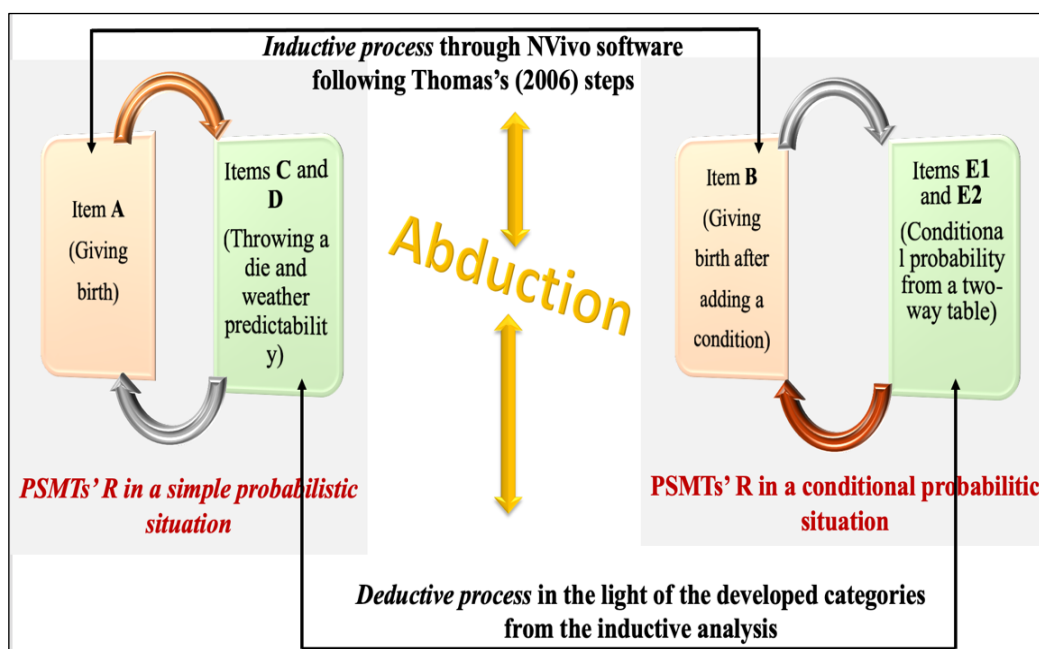 Inductive process through NVivo software
following Thomas's (2006) steps
Item A
(Giving
birth)
Items C and
D
(Throwing a
die and
weather
predictabilit
y)
Abduction
Item B
(Giving
birth after
adding a
condition)
Items E1
and E2
(Conditiona
l probability
from a two-
way table)
PSMTs' R in a simple probabilistic
situation
PSMTs' R in a conditional probabilitic
situation
Deductive process in the light of the developed categories
from the inductive analysis